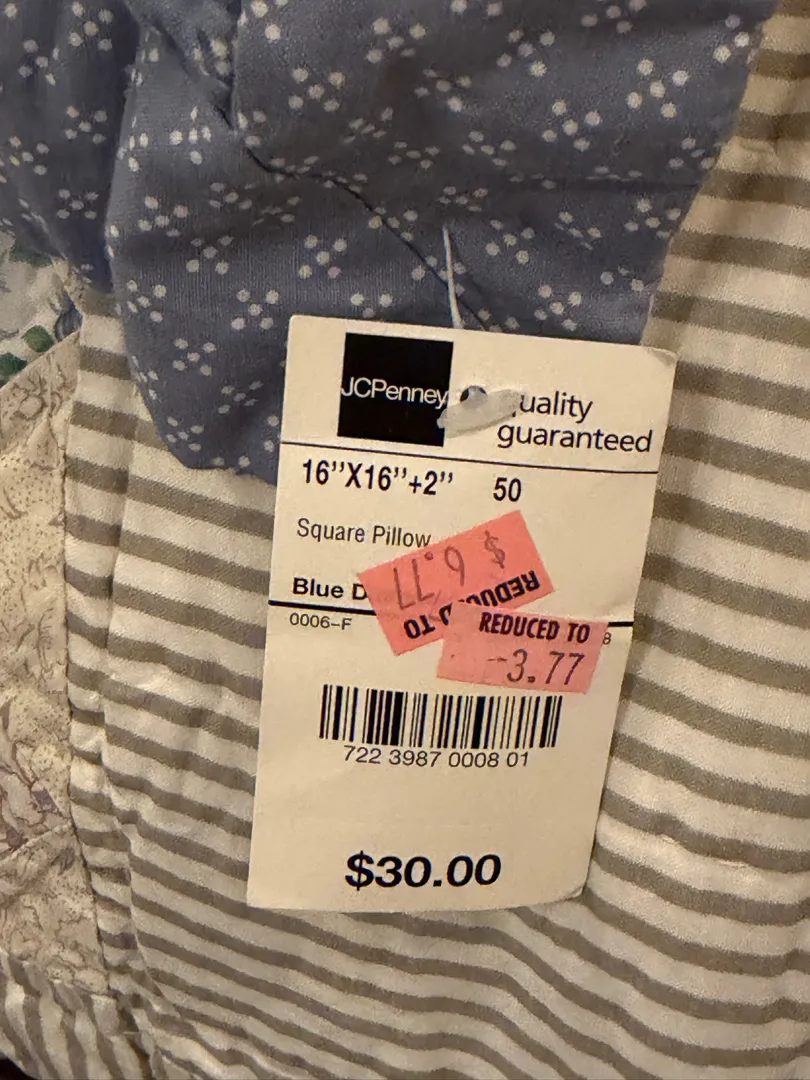 JCPenney
uality
guaranteed
16"X16"+2" 50
Square Pillow
Blue D
REDUCED TO
$ 6.77
0006-F
8
REDUCED TO
-3.77
722 3987 0008 01
$30.00